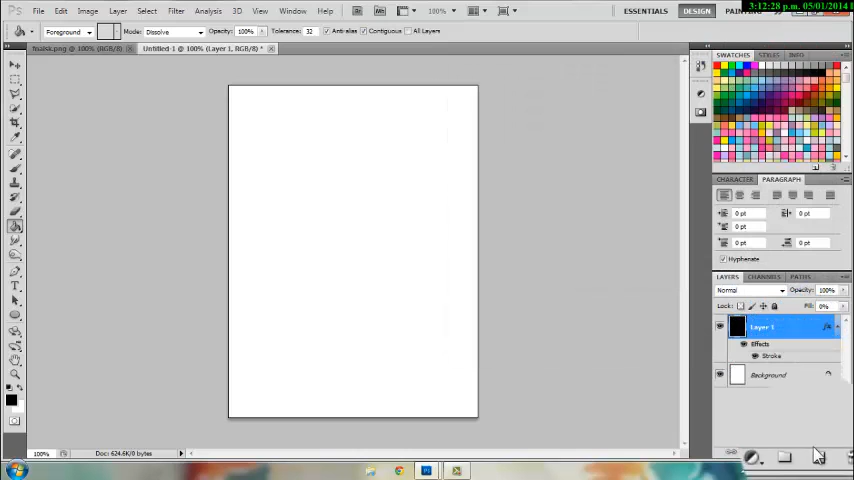 3:12:28 p.m. 05/01/2014
PS File Edit Image Layer Select Filter Analysis 3D View Window Help Br Mb 100%
ESSENTIALS DESIGN PAINTING
Foreground Mode: Dissolve Opacity: 100% Tolerance: 32 Anti-alias Contiguous All Layers
@ 100% (RGB/8) Untitled-1 @ 100% (Layer 1, RGB/8) *
SWATCHES STYLES INFO
CHARACTER PARAGRAPH
0 pt 0 pt
0 pt
0 pt 0 pt
Hyphenate
LAYERS CHANNELS PATHS
Normal Opacity: 100%
Lock: Fill: 0%
Layer 1 fx
Effects
Stroke
Background
100% Doc: 624.6K/0 bytes